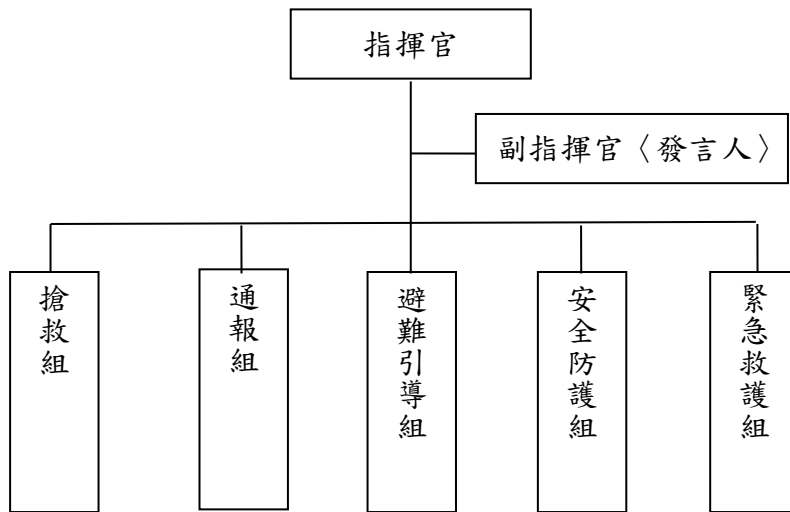 指揮官
副指揮官〈發言人〉
搶救組
通報組
避難引導組
安全防護組
緊急救護組